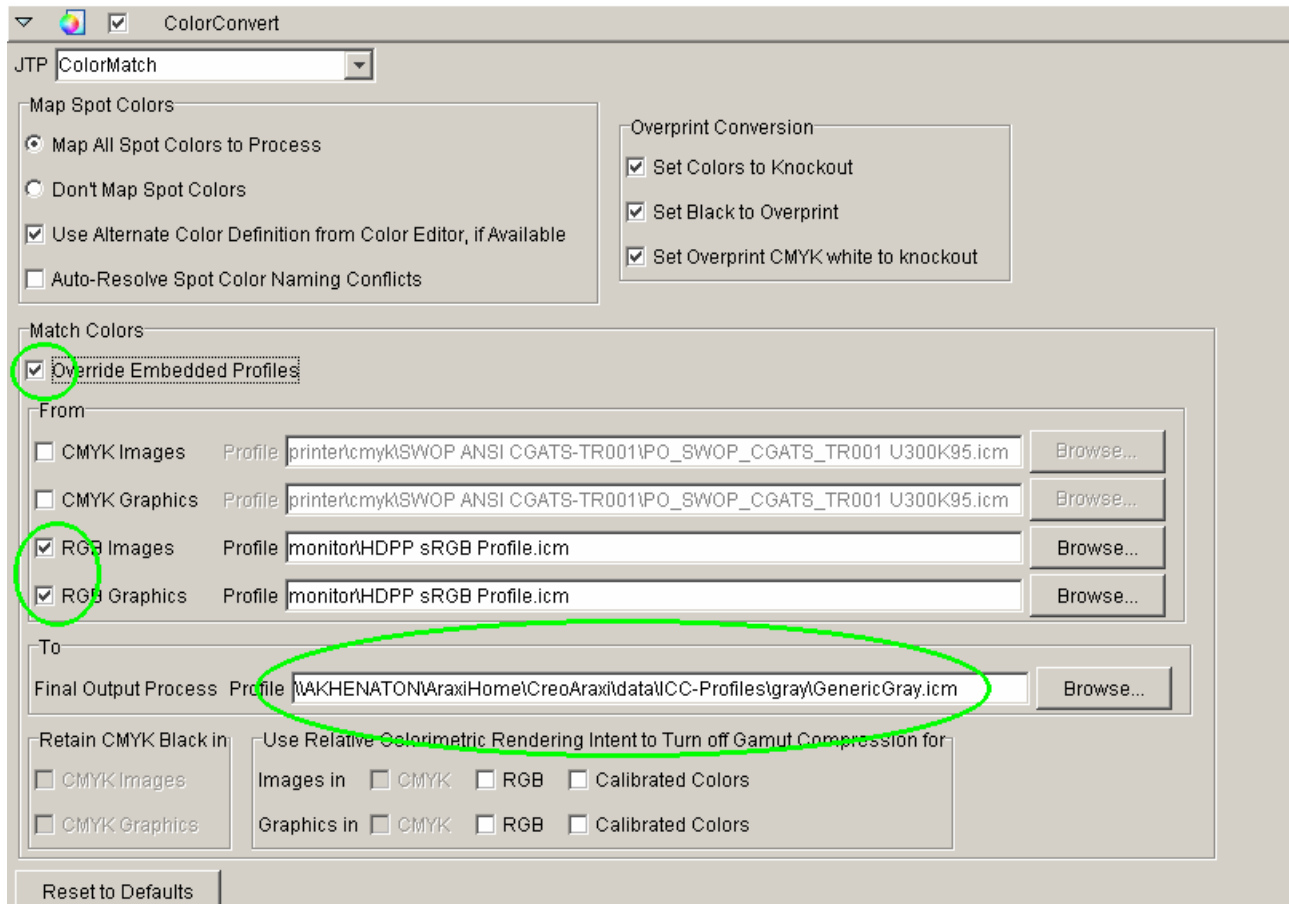 ColorConvert
JTP ColorMatch
Map Spot Colors
Map All Spot Colors to Process
Don't Map Spot Colors
Use Alternate Color Definition from Color Editor, if Available
Auto-Resolve Spot Color Naming Conflicts
Overprint Conversion
Set Colors to Knockout
Set Black to Overprint
Set Overprint CMYK white to knockout
Match Colors
Override Embedded Profiles
From
CMYK Images Profile printer\cmyk\SWOP ANSI CGATS-TR001\PO_SWOP_CGATS_TR001 U300K95.icm Browse...
CMYK Graphics Profile printer\cmyk\SWOP ANSI CGATS-TR001\PO_SWOP_CGATS_TR001 U300K95.icm Browse...
RGB Images Profile monitor\HDPP sRGB Profile.icm Browse...
RGB Graphics Profile monitor\HDPP sRGB Profile.icm Browse...
To
Final Output Process Profile \\AKHENATON\AraxiHome\CreoAraxi\data\ICC-Profiles\gray\GenericGray.icm Browse...
Retain CMYK Black in
CMYK Images
CMYK Graphics
Use Relative Colorimetric Rendering Intent to Turn off Gamut Compression for
Images in CMYK RGB Calibrated Colors
Graphics in CMYK RGB Calibrated Colors
Reset to Defaults